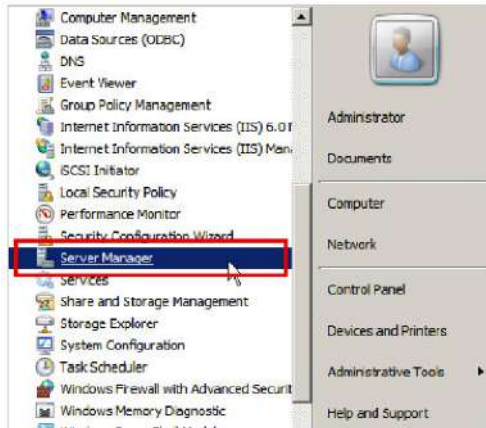 Computer Management
Data Sources (ODBC)
DNS
Event Viewer
Group Policy Management
Internet Information Services (IIS) 6.0
Internet Information Services (IIS) Man
iSCSI Initiator
Local Security Policy
Performance Monitor
Security Configuration Wizard
Server Manager
Services
Share and Storage Management
Storage Explorer
System Configuration
Task Scheduler
Windows Firewall with Advanced Securit
Windows Memory Diagnostic
Administrator
Documents
Computer
Network
Control Panel
Devices and Printers
Administrative Tools
Help and Support